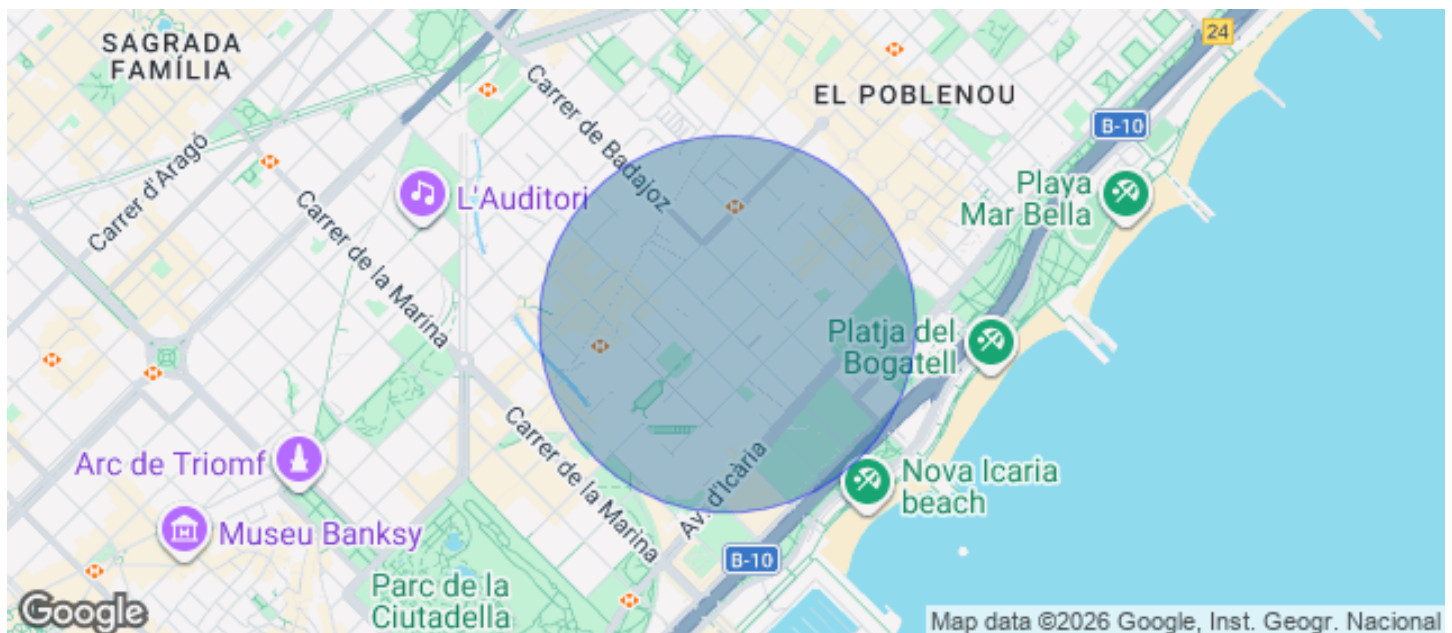 SAGRADA
FAMÍLIA
EL POBLENOU
24
B-10
Carrer de Badajoz
Carrer d'Aragó
L'Auditori
Playa
Mar Bella
Carrer de la Marina
Platja del
Bogatell
Arc de Triomf
Carrer de la Marina
Av. d'Icària
Nova Icaria
beach
Museu Banksy
B-10
Parc de la
Ciutadella
Google
Map data ©2026 Google, Inst. Geogr. Nacional